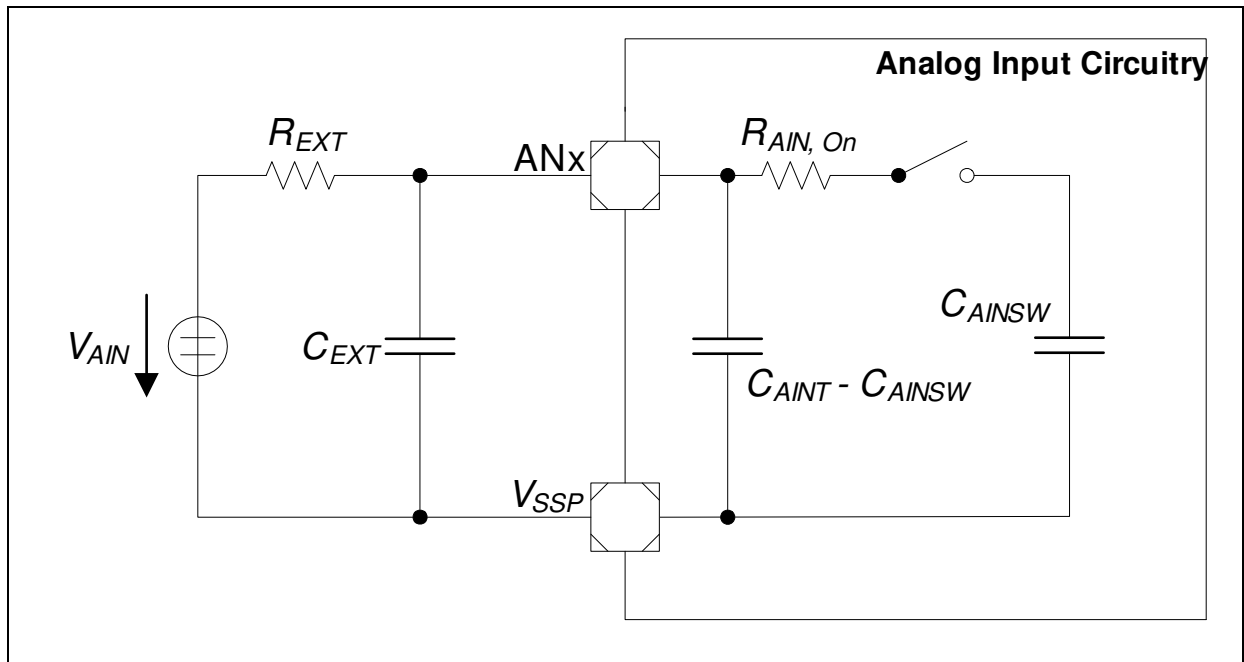 Analog Input Circuitry
R_EXT
ANx
R_AIN, On
V_AIN
C_EXT
C_AINT - C_AINSW
C_AINSW
V_SSP